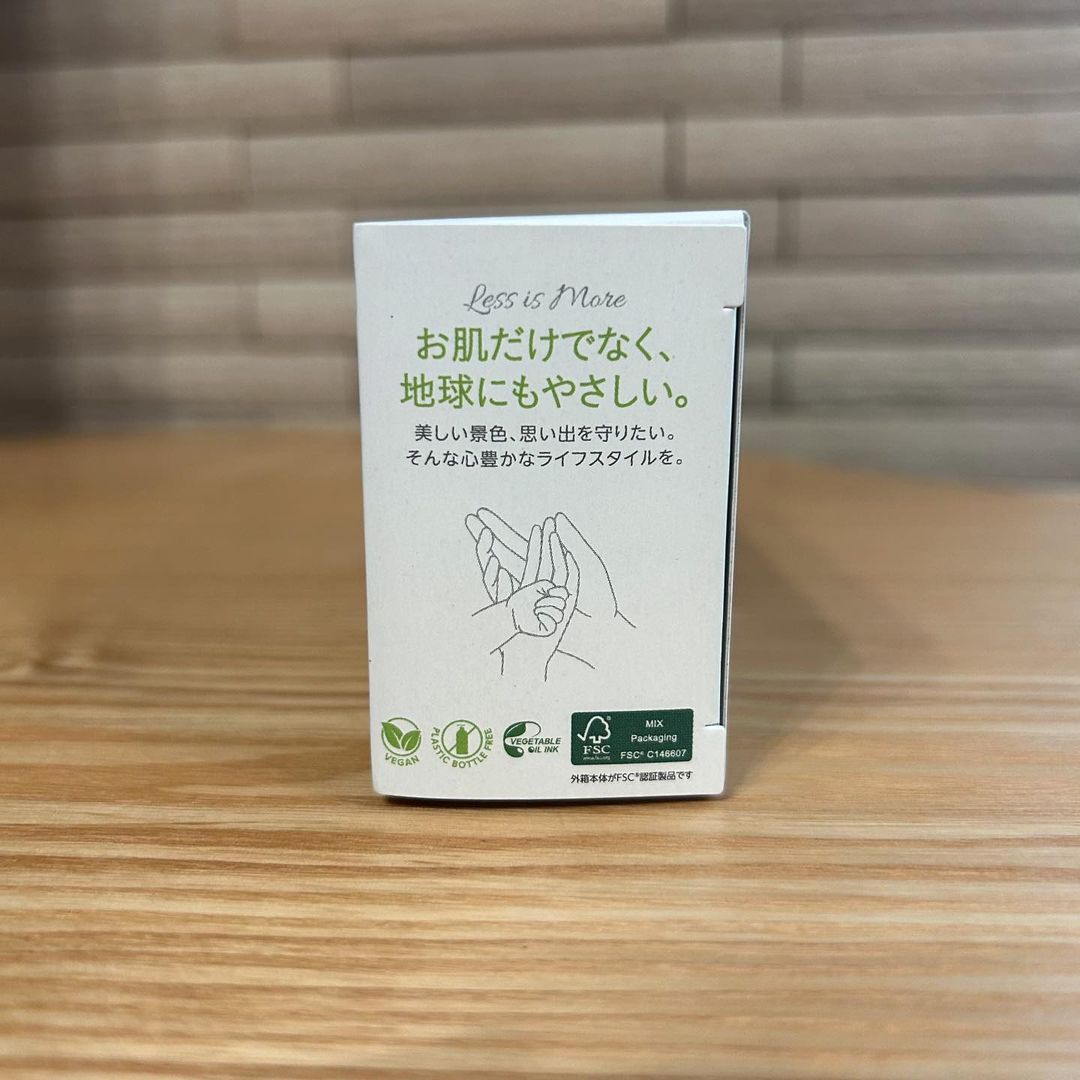 Less is More
お肌だけでなく、
地球にもやさしい。
美しい景色、思い出を守りたい。
そんな心豊かなライフスタイルを。
VEGAN
PLASTIC BOTTLE FREE
VEGETABLE
OIL INK
FSC
MIX
Packaging
FSC® C146607
外箱本体がFSC®認証製品です